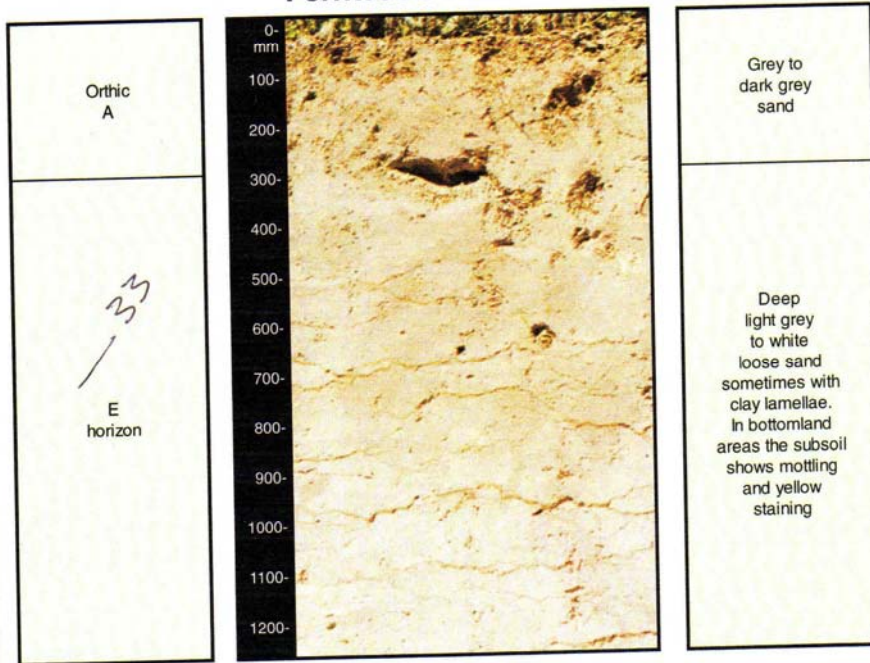 Orthic
A
33
E
horizon
0-
mm
100-
200-
300-
400-
500-
600-
700-
800-
900-
1000-
1100-
1200-
Grey to
dark grey
sand
Deep
light grey
to white
loose sand
sometimes with
clay lamellae.
In bottomland
areas the subsoil
shows mottling
and yellow
staining